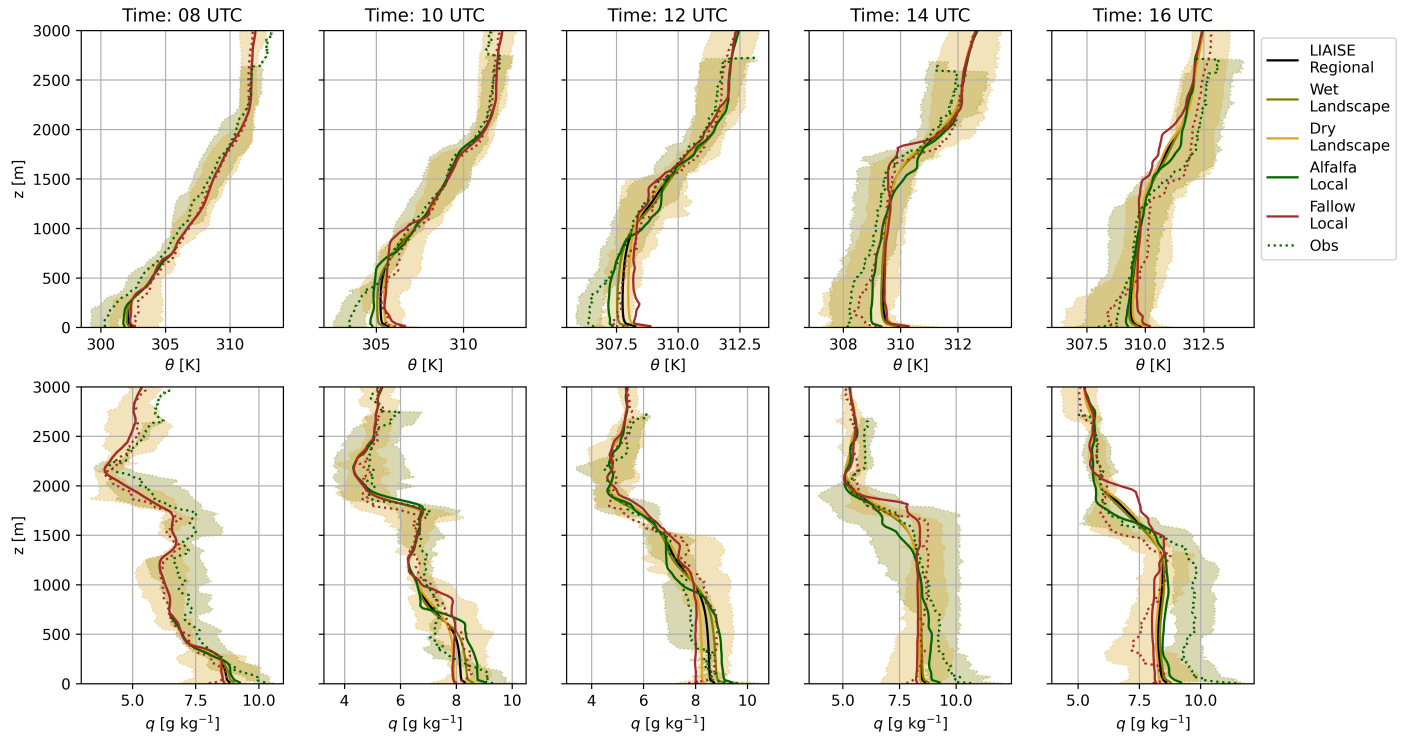 Time: 08 UTC
Time: 10 UTC
Time: 12 UTC
Time: 14 UTC
Time: 16 UTC
3000
2500
2000
1500
1000
500
0
z [m]
300 305 310
305 310
307.5 310.0 312.5
308 310 312
307.5 310.0 312.5
θ [K]
θ [K]
θ [K]
θ [K]
θ [K]
LIAISE
Regional
Wet
Landscape
Dry
Landscape
Alfalfa
Local
Fallow
Local
Obs
3000
2500
2000
1500
1000
500
0
z [m]
5.0 7.5 10.0
4 6 8
4 6 8
5.0 7.5 10.0
5.0 7.5 10.0
q [g kg⁻¹]
q [g kg⁻¹]
q [g kg⁻¹]
q [g kg⁻¹]
q [g kg⁻¹]